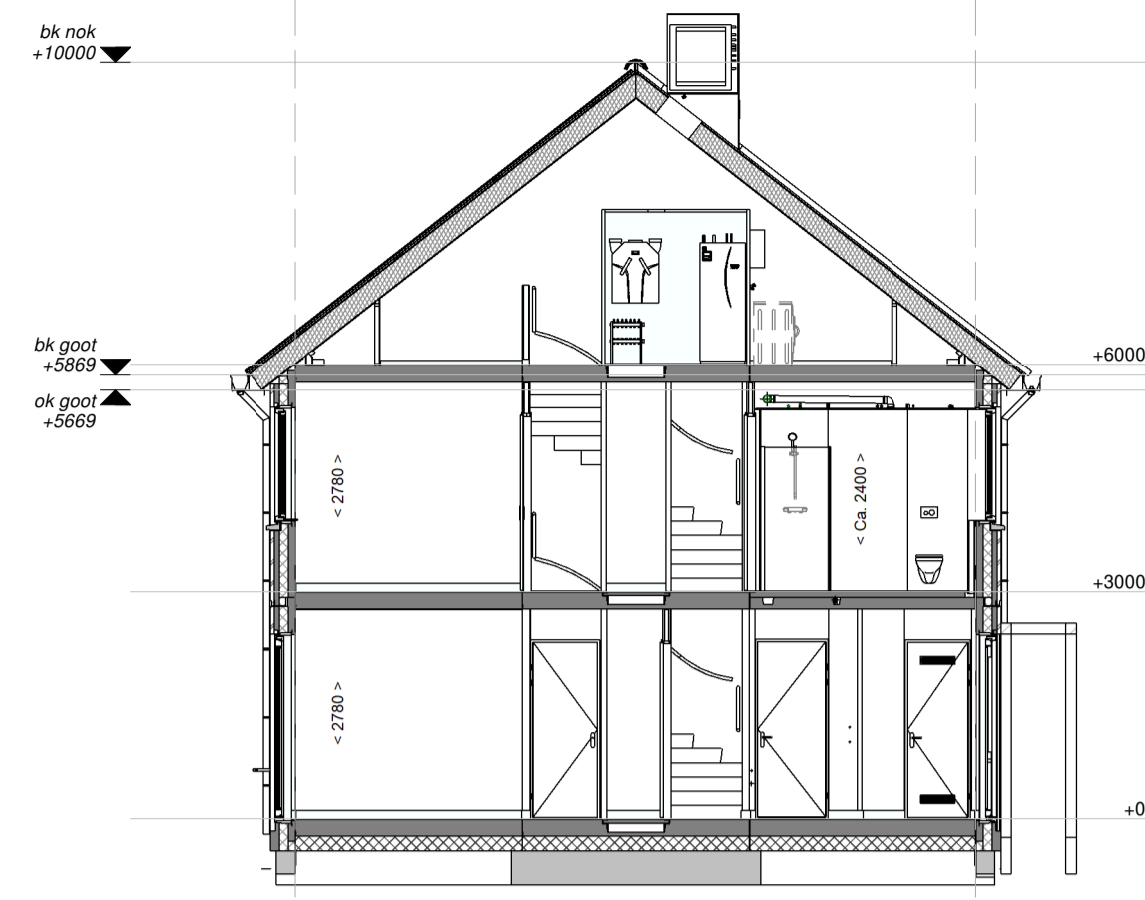 bk nok
+10000
bk goot
+5869
+6000
ok goot
+5669
< 2780 >
< Ca. 2400 >
+3000
< 2780 >
+0